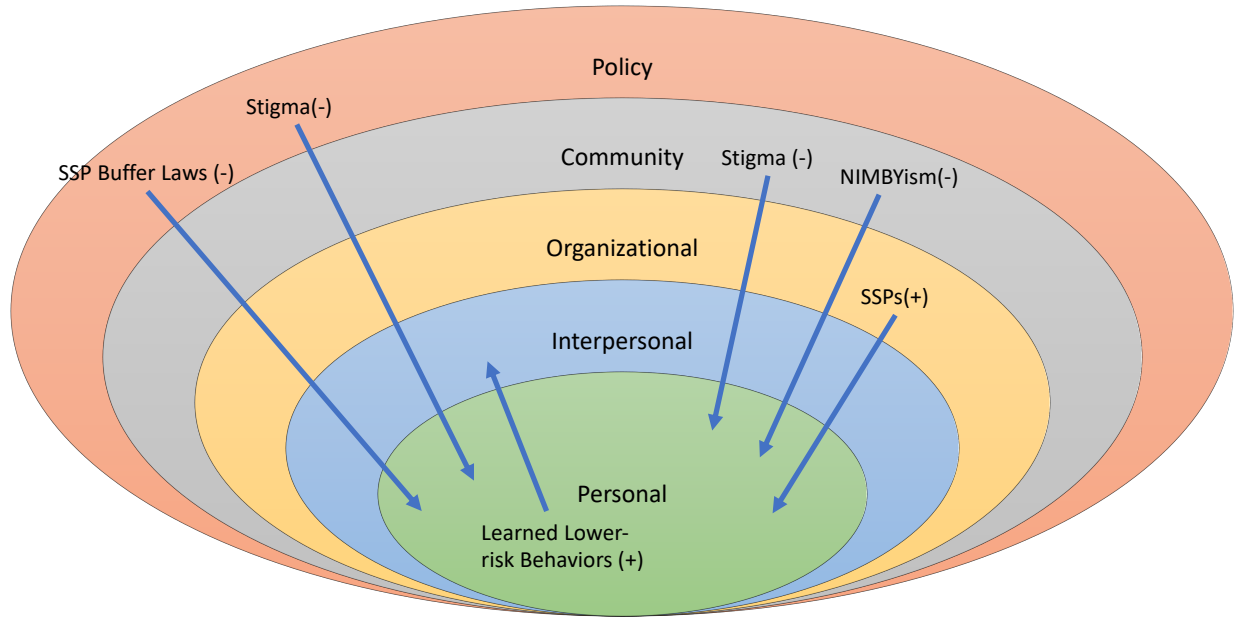 Policy
Stigma(-)
SSP Buffer Laws (-)
Community
Stigma (-)
NIMBYism(-)
Organizational
SSPs(+)
Interpersonal
Personal
Learned Lower-
risk Behaviors (+)